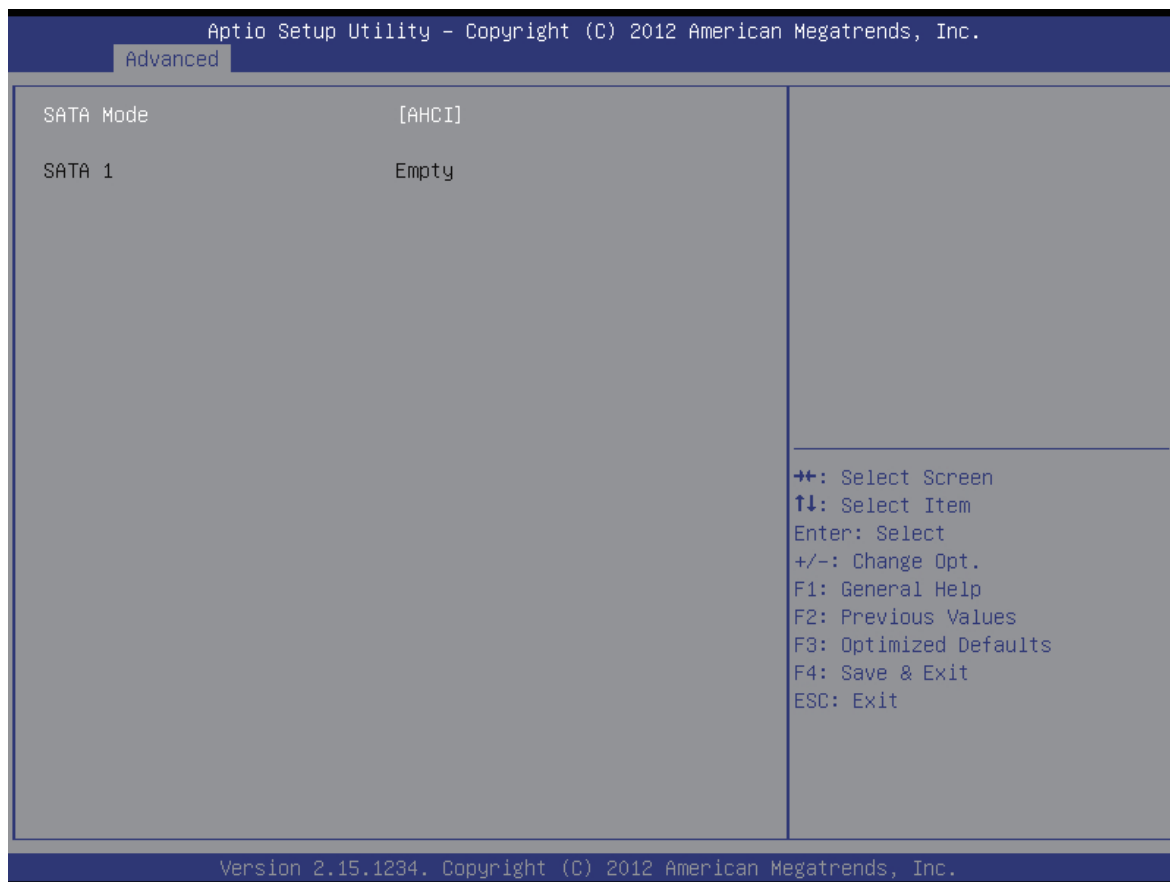 Aptio Setup Utility – Copyright (C) 2012 American Megatrends, Inc.
Advanced
SATA Mode [AHCI]
SATA 1 Empty
→←: Select Screen
↑↓: Select Item
Enter: Select
+/-: Change Opt.
F1: General Help
F2: Previous Values
F3: Optimized Defaults
F4: Save & Exit
ESC: Exit
Version 2.15.1234. Copyright (C) 2012 American Megatrends, Inc.